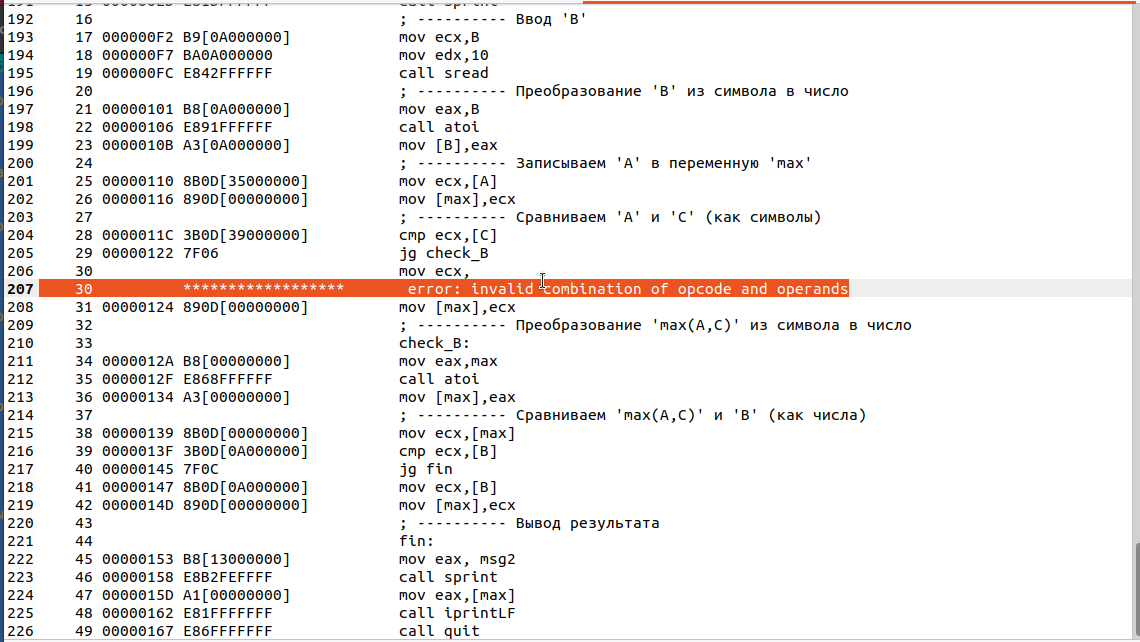 192 16 ; ---------- Ввод 'B'
193 17 000000F2 B9[0A000000] mov ecx,B
194 18 000000F7 BA0A000000 mov edx,10
195 19 000000FC E842FFFFFF call sread
196 20 ; ---------- Преобразование 'B' из символа в число
197 21 00000101 B8[0A000000] mov eax,B
198 22 00000106 E891FFFFFF call atoi
199 23 0000010B A3[0A000000] mov [B],eax
200 24 ; ---------- Записываем 'A' в переменную 'max'
201 25 00000110 8B0D[35000000] mov ecx,[A]
202 26 00000116 890D[00000000] mov [max],ecx
203 27 ; ---------- Сравниваем 'A' и 'C' (как символы)
204 28 0000011C 3B0D[39000000] cmp ecx,[C]
205 29 00000122 7F06 jg check_B
206 30 mov ecx,
207 30 ****************** error: invalid combination of opcode and operands
208 31 00000124 890D[00000000] mov [max],ecx
209 32 ; ---------- Преобразование 'max(A,C)' из символа в число
210 33 check_B:
211 34 0000012A B8[00000000] mov eax,max
212 35 0000012F E868FFFFFF call atoi
213 36 00000134 A3[00000000] mov [max],eax
214 37 ; ---------- Сравниваем 'max(A,C)' и 'B' (как числа)
215 38 00000139 8B0D[00000000] mov ecx,[max]
216 39 0000013F 3B0D[0A000000] cmp ecx,[B]
217 40 00000145 7F0C jg fin
218 41 00000147 8B0D[0A000000] mov ecx,[B]
219 42 0000014D 890D[00000000] mov [max],ecx
220 43 ; ---------- Вывод результата
221 44 fin:
222 45 00000153 B8[13000000] mov eax, msg2
223 46 00000158 E8B2FEFFFF call sprint
224 47 0000015D A1[00000000] mov eax,[max]
225 48 00000162 E81FFFFFFF call iprintLF
226 49 00000167 E86FFFFFFF call quit